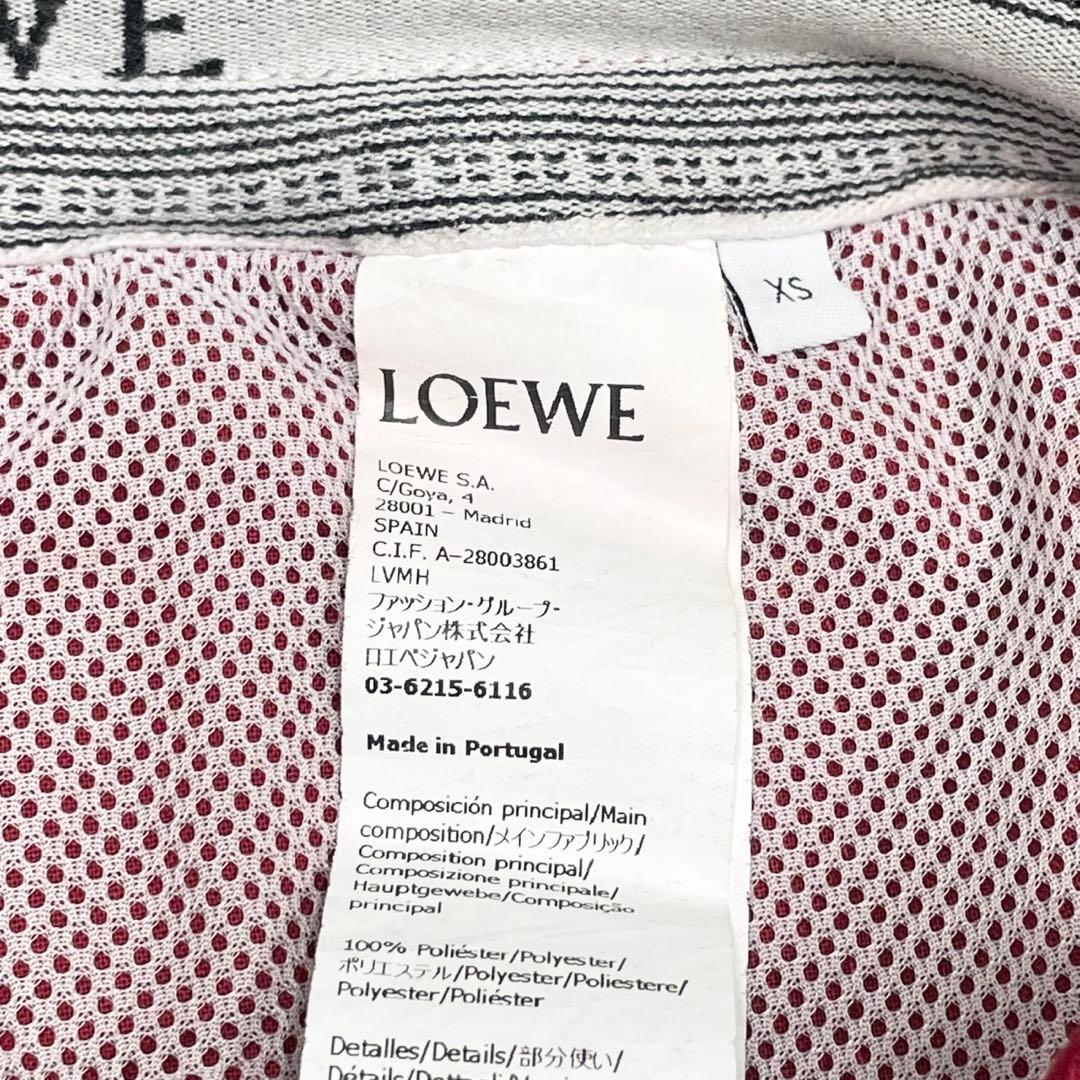 WE
XS
LOEWE
LOEWE S.A.
C/Goya, 4
28001 – Madrid
SPAIN
C.I.F. A-28003861
LVMH
ファッション・グループ・
ジャパン株式会社
ロエベジャパン
03-6215-6116
Made in Portugal
Composición principal/Main
composition/メインファブリック/
Composition principal/
Composizione principale/
Hauptgewebe/Composição
principal
100% Poliéster/Polyester/
ポリエステル/Polyester/Poliestere/
Polyester/Poliéster
Detalles/Details/部分使い/
Détails/